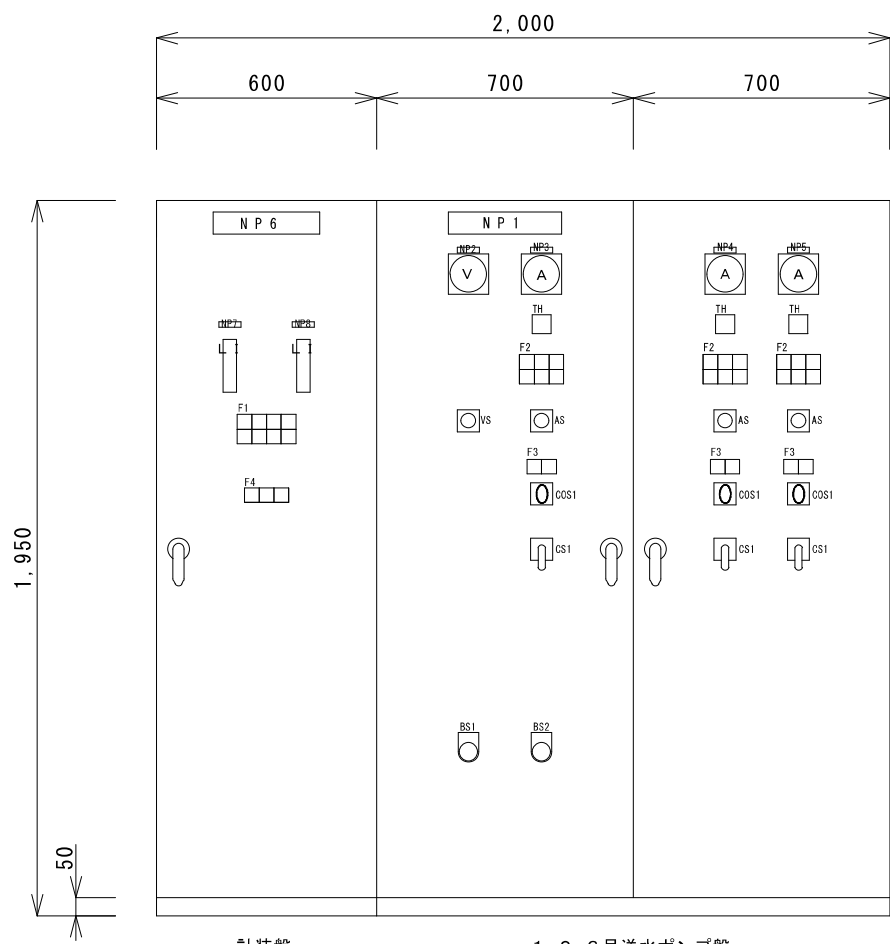 2,000
600 700 700
NP6 NP1
NP2 NP3 NP4 NP5
V A A A
TH TH TH
NP7 NP8
LI LI
F2 F2 F2
F1
VS AS AS AS
F3 F3 F3
F4
COS1 COS1 COS1
CS1 CS1 CS1
1,950
BS1 BS2
50